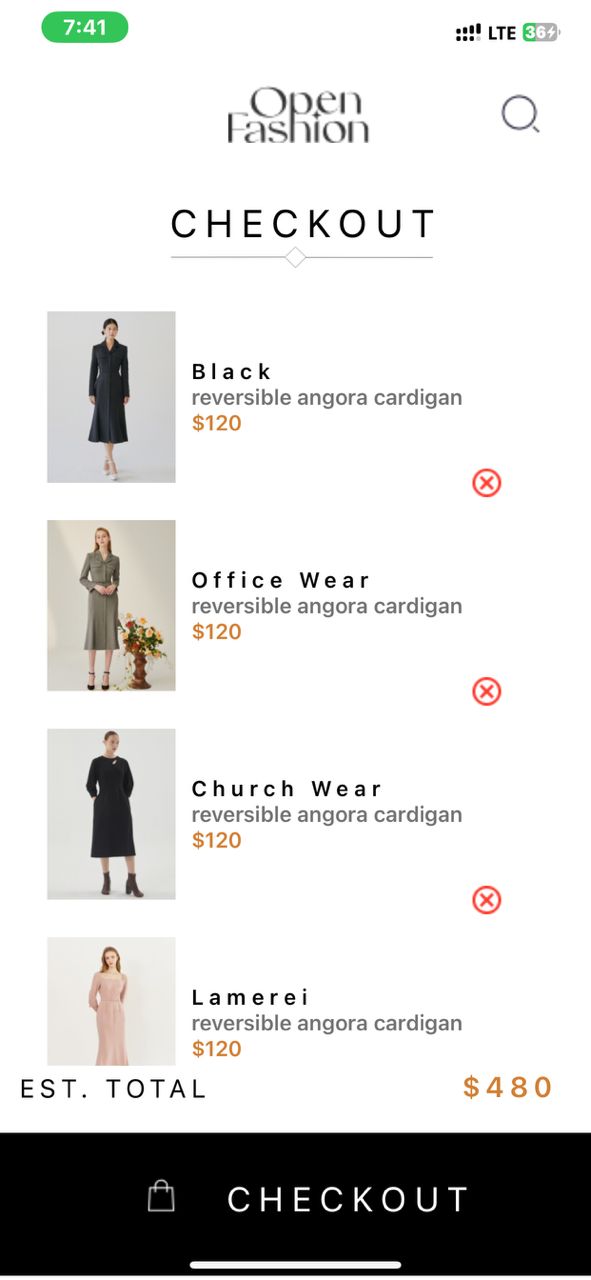 7:41
LTE 36
Open
Fashion
CHECKOUT
Black
reversible angora cardigan
$120
Office Wear
reversible angora cardigan
$120
Church Wear
reversible angora cardigan
$120
Lamerei
reversible angora cardigan
$120
EST. TOTAL $480
CHECKOUT